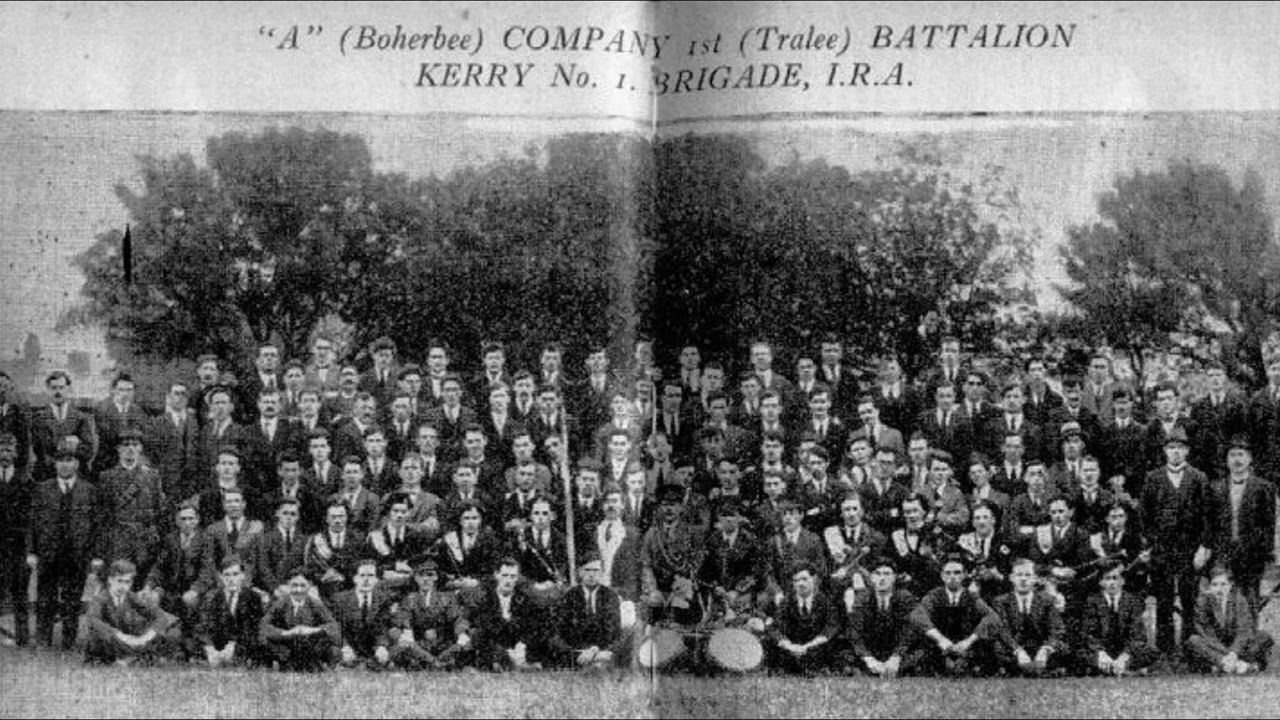 "A" (Boherbee) COMPANY 1st (Tralee) BATTALION
KERRY No. 1. BRIGADE, I.R.A.